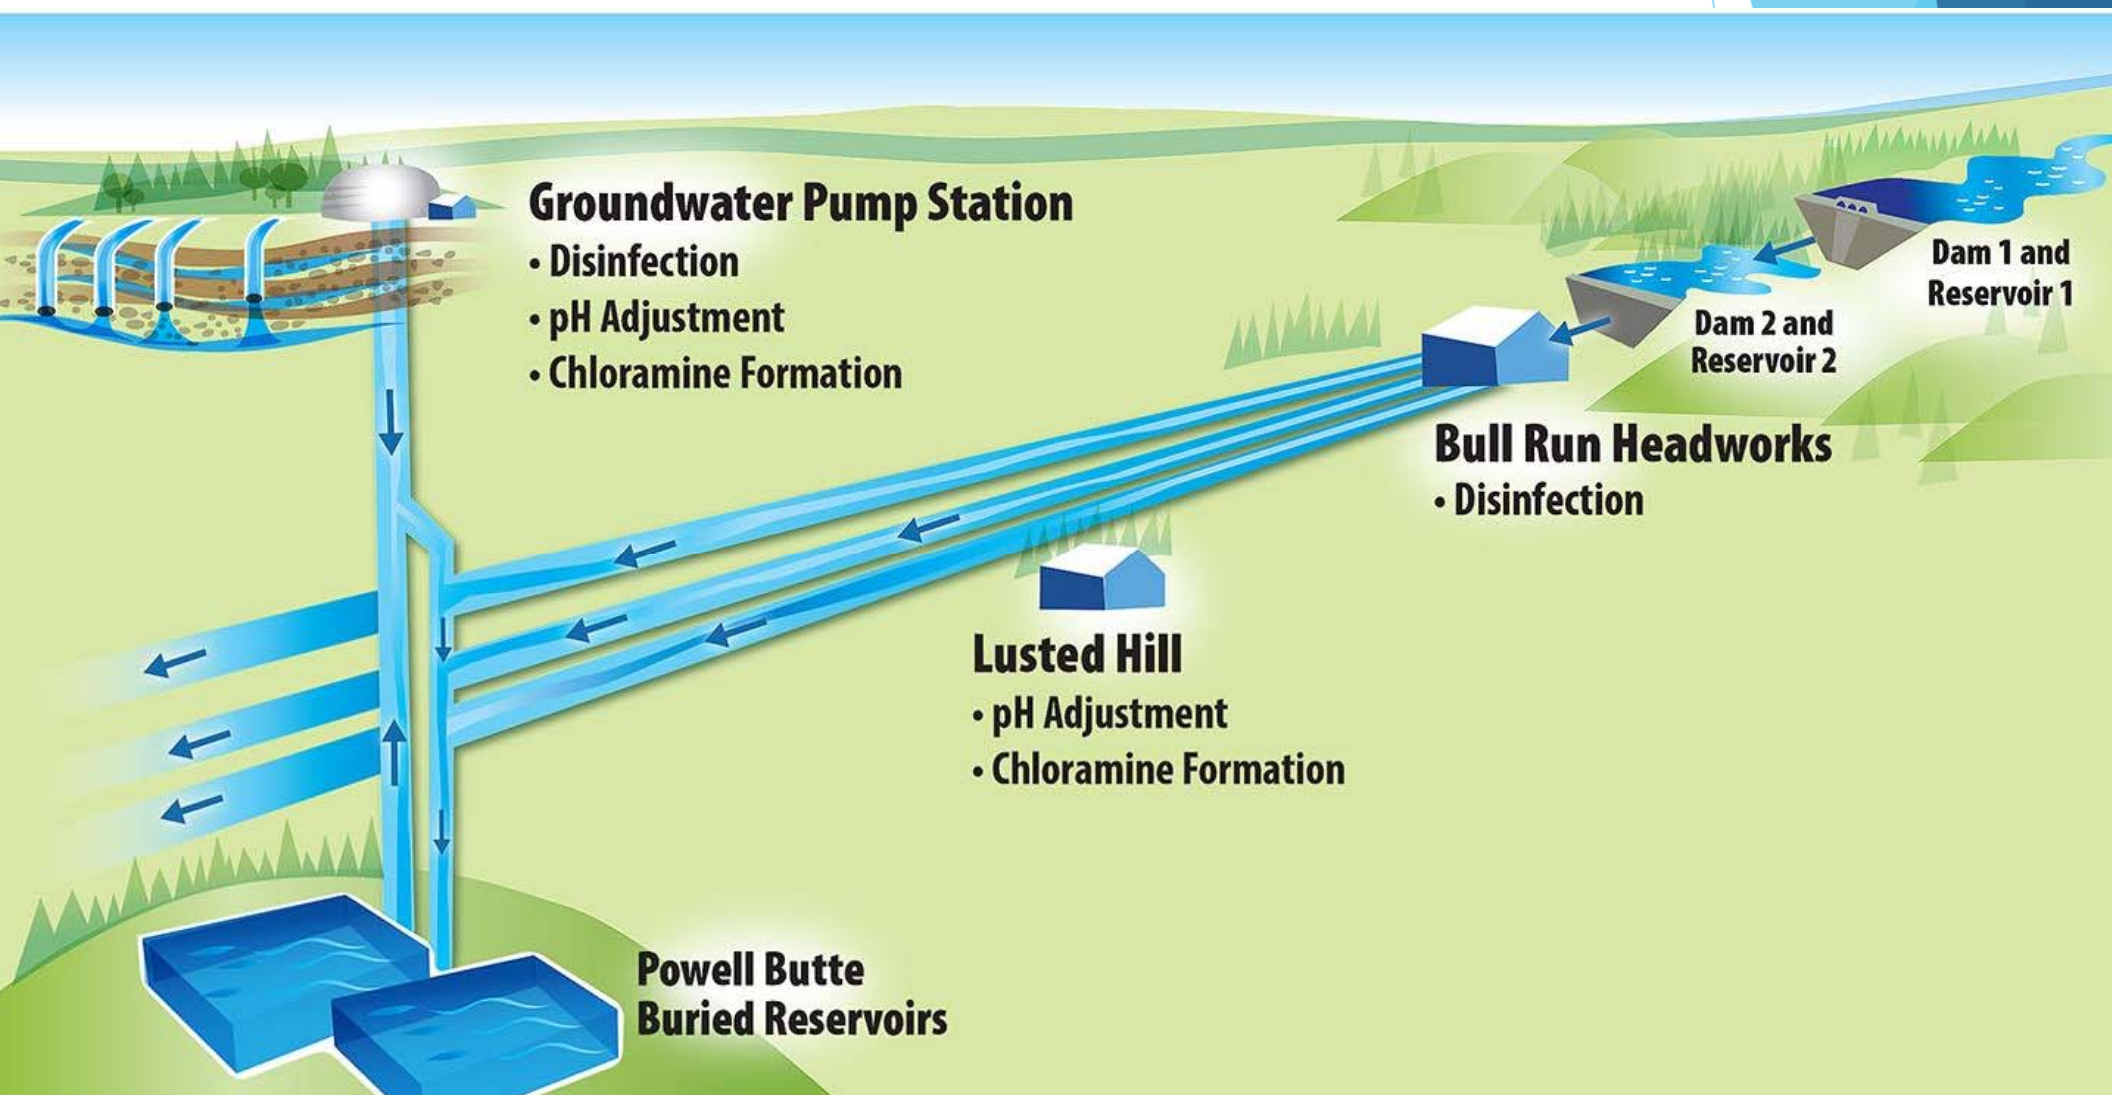 Groundwater Pump Station
• Disinfection
• pH Adjustment
• Chloramine Formation
Dam 1 and
Reservoir 1
Dam 2 and
Reservoir 2
Bull Run Headworks
• Disinfection
Lusted Hill
• pH Adjustment
• Chloramine Formation
Powell Butte
Buried Reservoirs